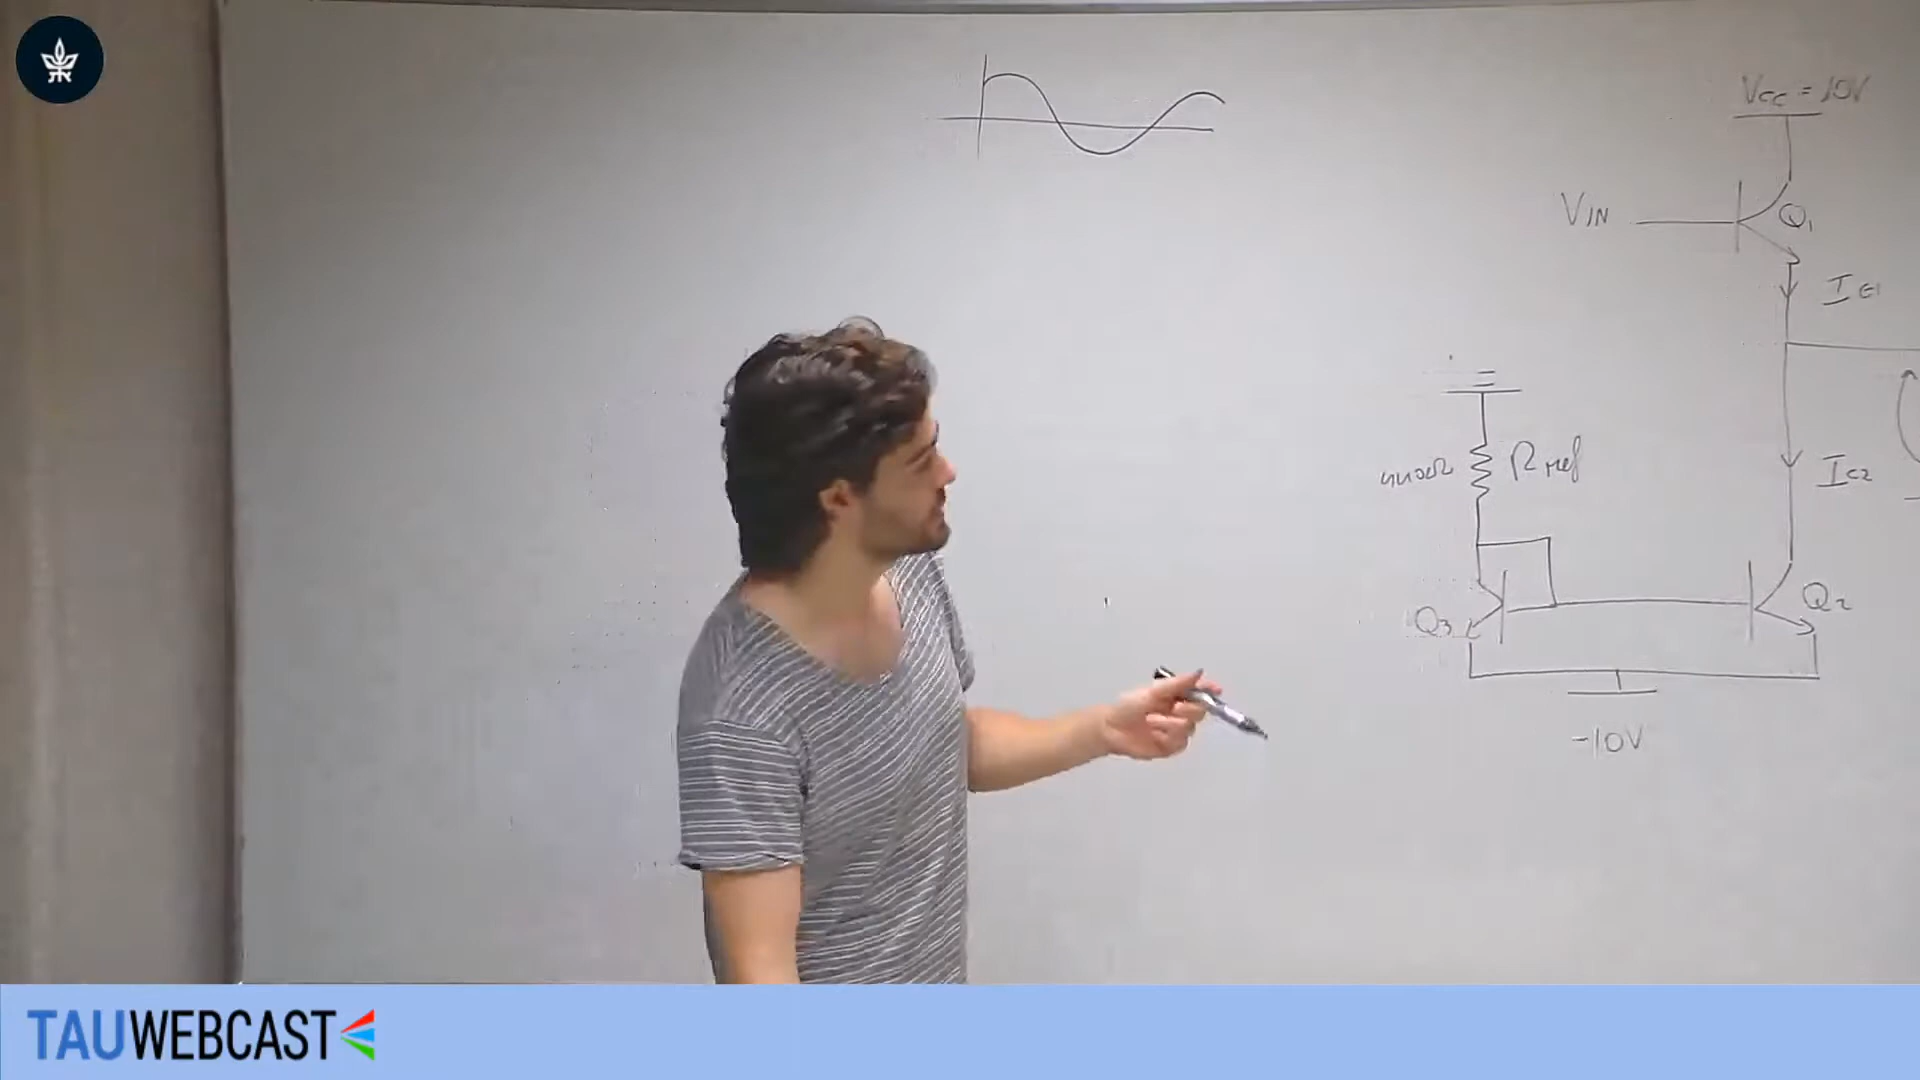 Vcc = 10V
VIN
Q1
IE1
Rref
IC2
Q3
Q2
-10V
TAUWEBCAST